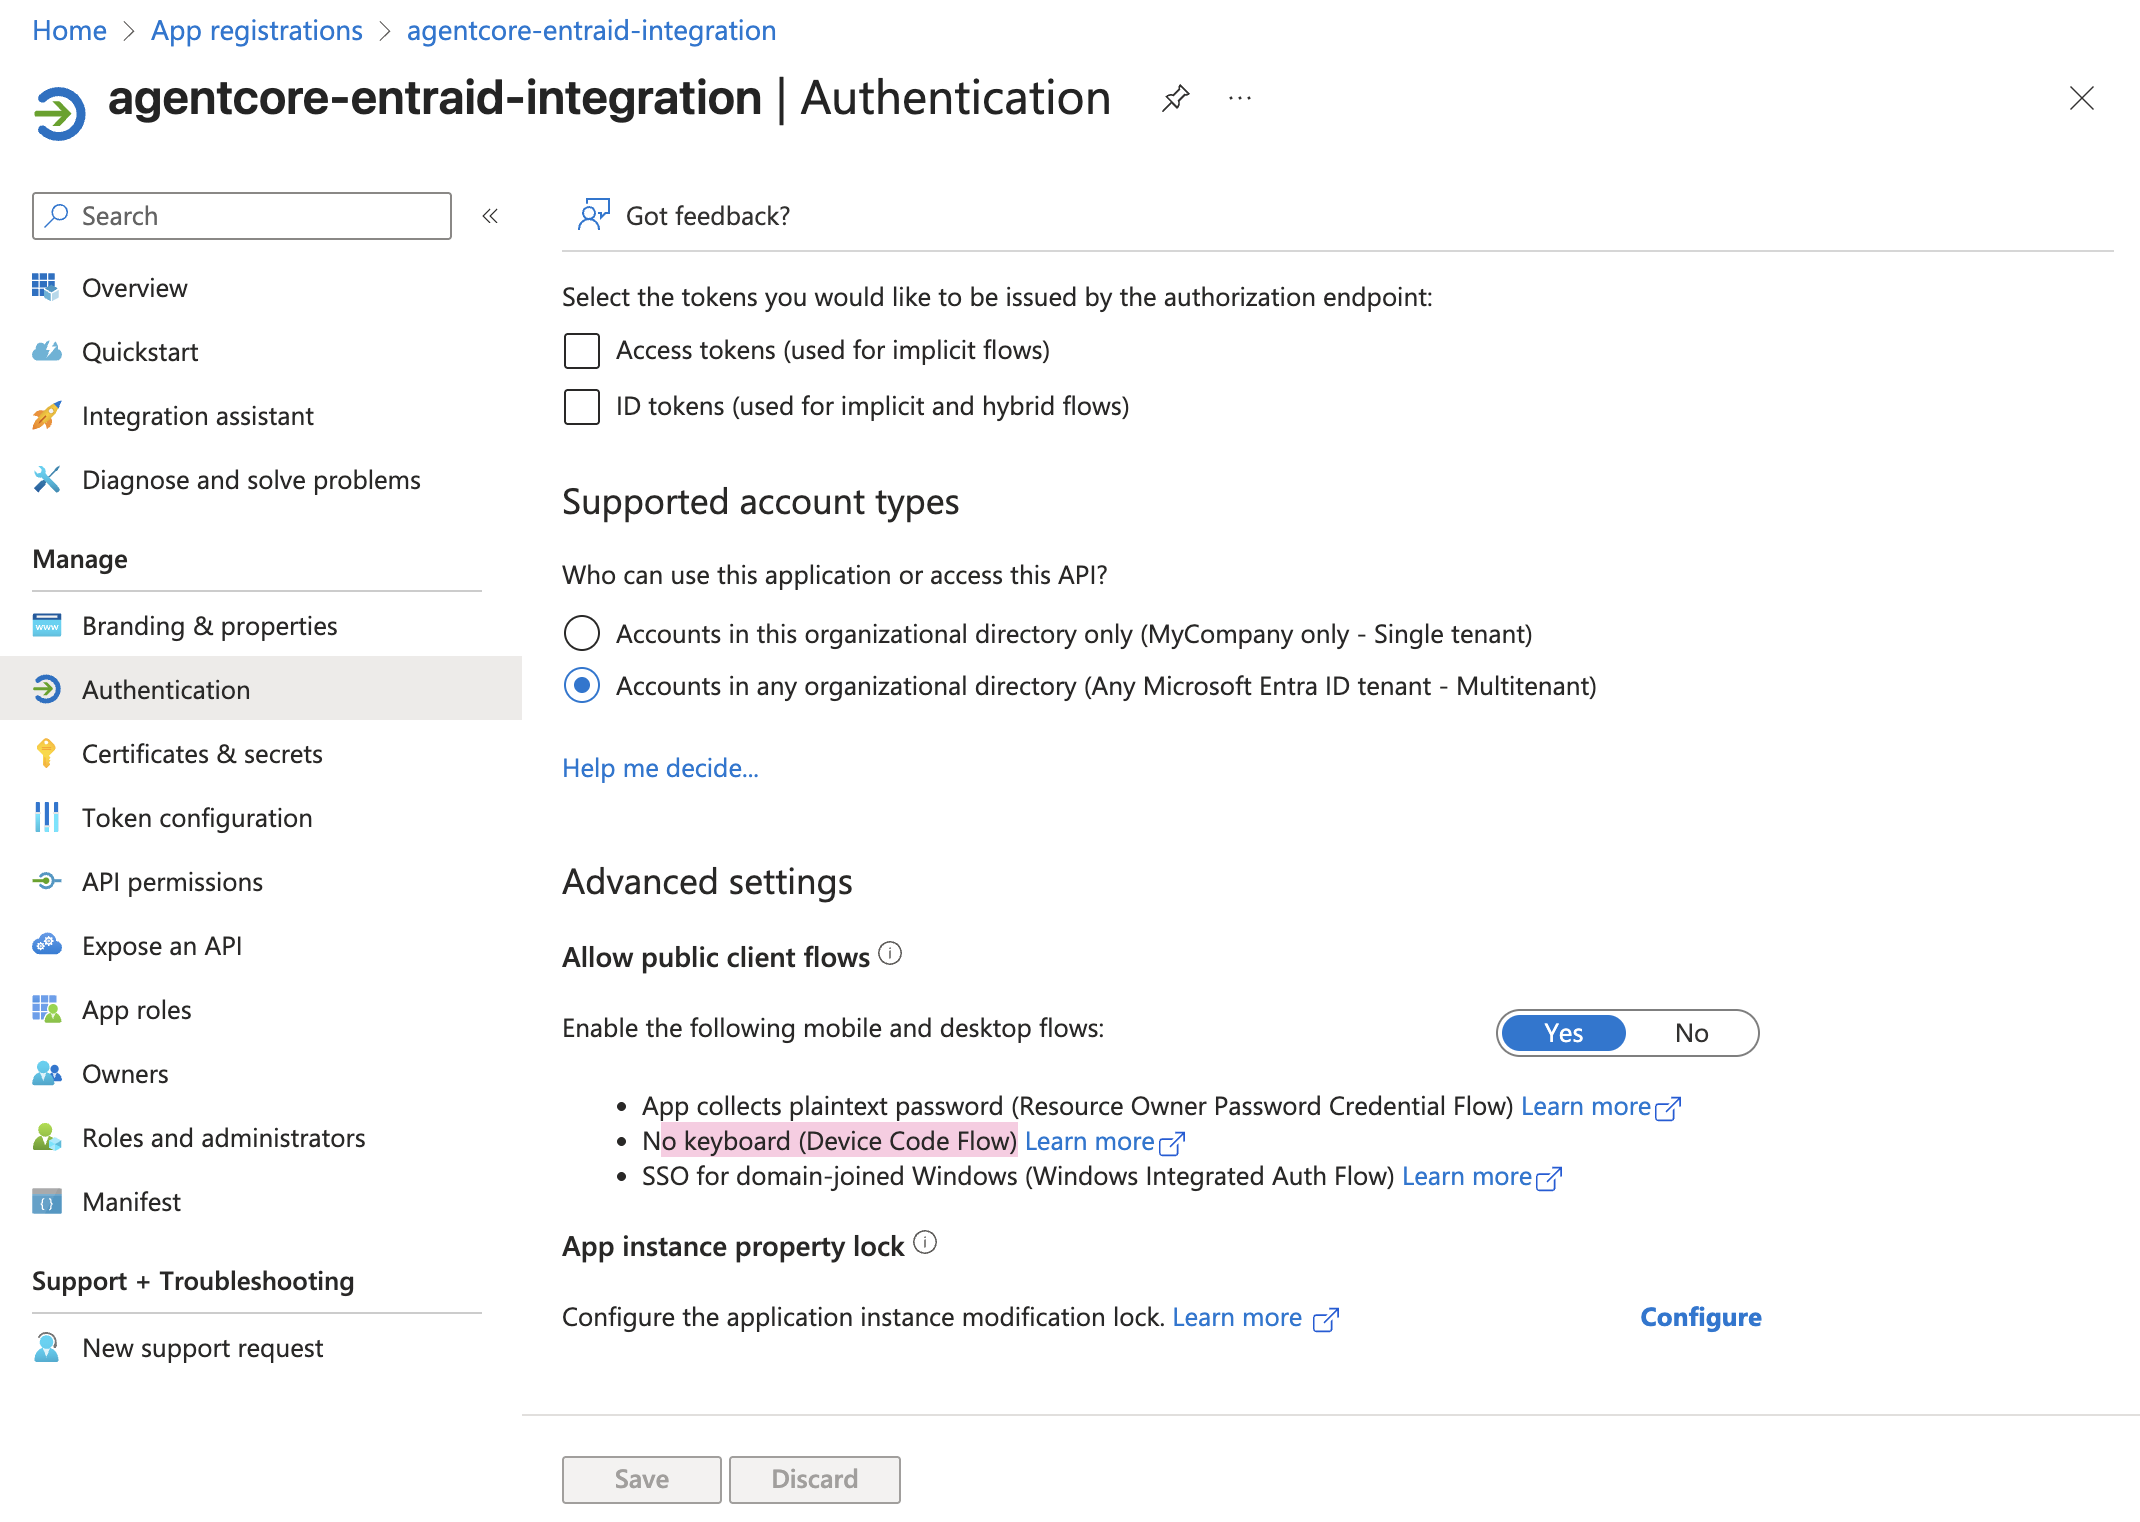 Home > App registrations > agentcore-entraid-integration
agentcore-entraid-integration | Authentication
Search
Got feedback?
Overview
Quickstart
Integration assistant
Diagnose and solve problems
Manage
Branding & properties
Authentication
Certificates & secrets
Token configuration
API permissions
Expose an API
App roles
Owners
Roles and administrators
Manifest
Support + Troubleshooting
New support request
Select the tokens you would like to be issued by the authorization endpoint:
Access tokens (used for implicit flows)
ID tokens (used for implicit and hybrid flows)
Supported account types
Who can use this application or access this API?
Accounts in this organizational directory only (MyCompany only - Single tenant)
Accounts in any organizational directory (Any Microsoft Entra ID tenant - Multitenant)
Help me decide...
Advanced settings
Allow public client flows
Enable the following mobile and desktop flows: Yes No
• App collects plaintext password (Resource Owner Password Credential Flow) Learn more
• No keyboard (Device Code Flow) Learn more
• SSO for domain-joined Windows (Windows Integrated Auth Flow) Learn more
App instance property lock
Configure the application instance modification lock. Learn more Configure
Save Discard